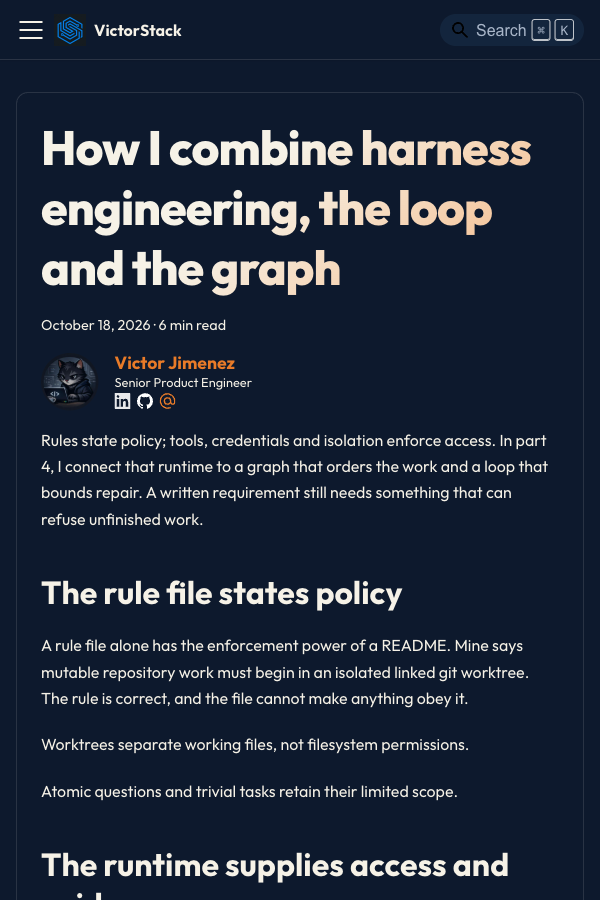 VictorStack
Search ⌘ K
How I combine harness
engineering, the loop
and the graph
October 18, 2026 · 6 min read
Victor Jimenez
Senior Product Engineer
Rules state policy; tools, credentials and isolation enforce access. In part
4, I connect that runtime to a graph that orders the work and a loop that
bounds repair. A written requirement still needs something that can
refuse unfinished work.
The rule file states policy
A rule file alone has the enforcement power of a README. Mine says
mutable repository work must begin in an isolated linked git worktree.
The rule is correct, and the file cannot make anything obey it.
Worktrees separate working files, not filesystem permissions.
Atomic questions and trivial tasks retain their limited scope.
The runtime supplies access and